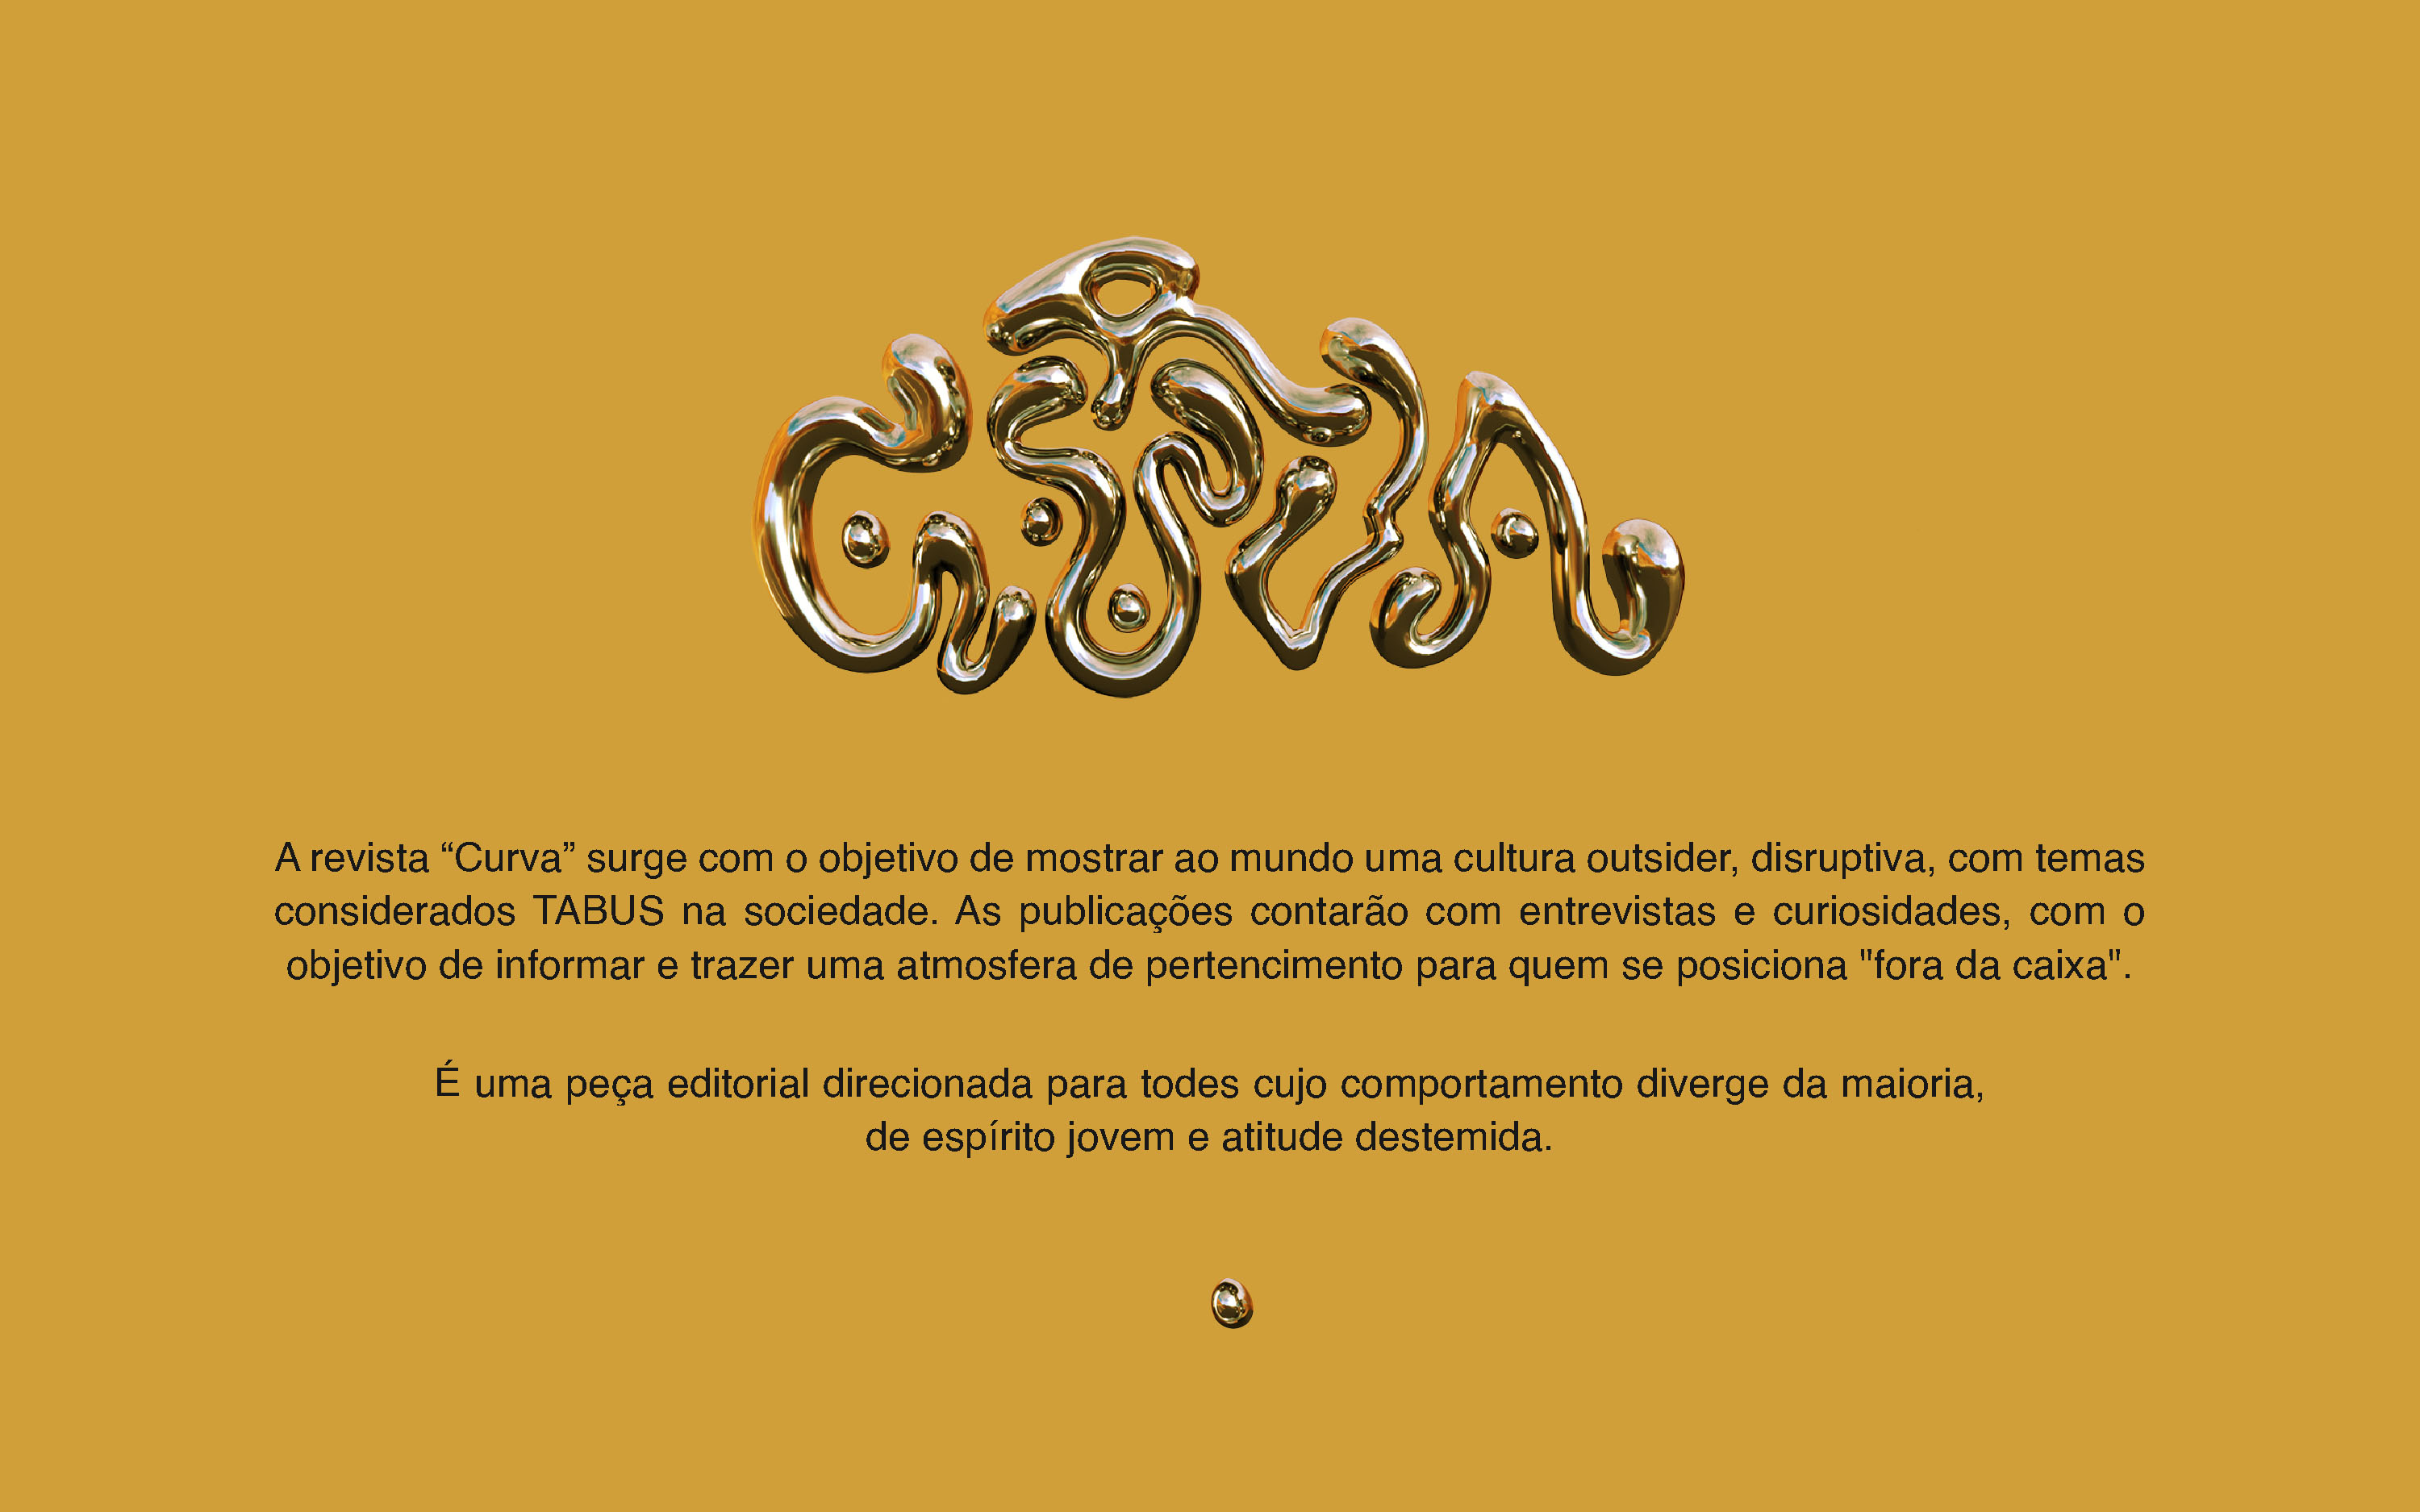 CURVA
A revista “Curva” surge com o objetivo de mostrar ao mundo uma cultura outsider, disruptiva, com temas
considerados TABUS na sociedade. As publicações contarão com entrevistas e curiosidades, com o
objetivo de informar e trazer uma atmosfera de pertencimento para quem se posiciona "fora da caixa".
É uma peça editorial direcionada para todes cujo comportamento diverge da maioria,
de espírito jovem e atitude destemida.